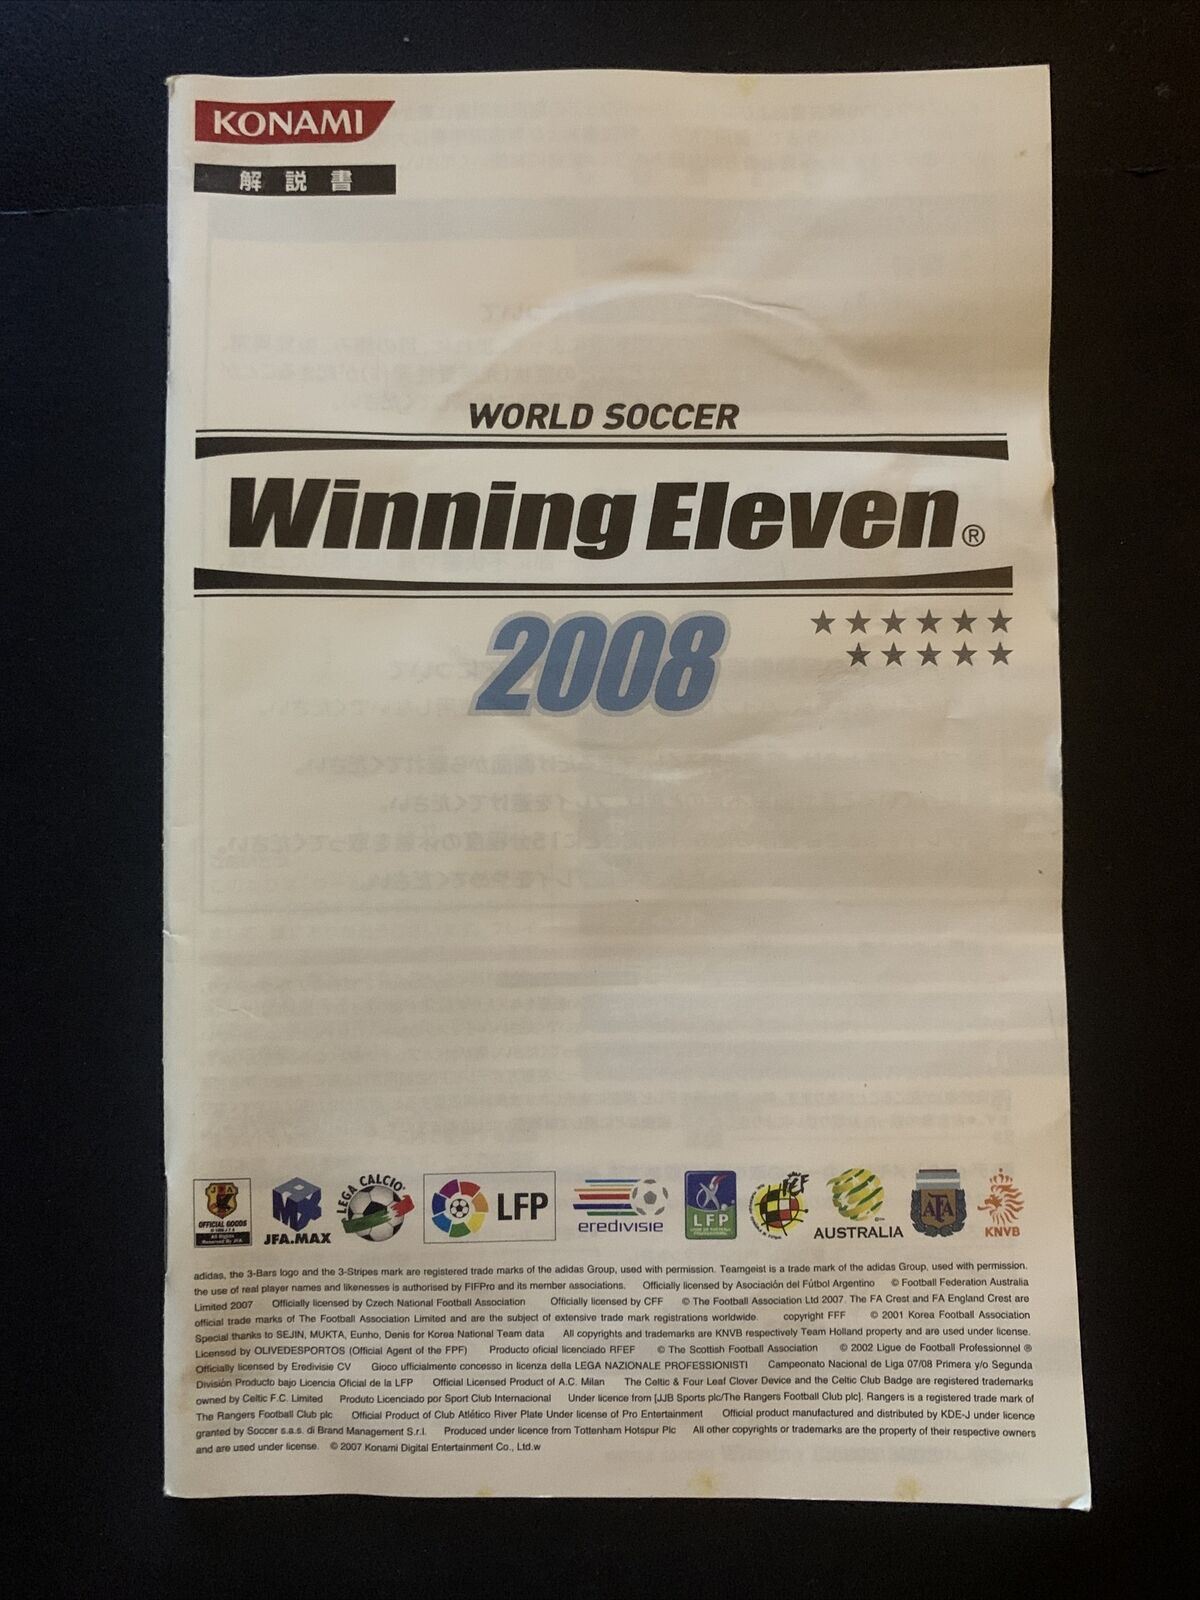 KONAMI
解説書
WORLD SOCCER
Winning Eleven®
2008
★★★★★★
★★★★★
JFA
OFFICIAL GOODS
JFA.MAX
LEGA CALCIO
LFP
eredivisie
LFP
AUSTRALIA
AFA
KNVB
adidas, the 3-Bars logo and the 3-Stripes mark are registered trade marks of the adidas Group, used with permission. Teamgeist is a trade mark of the adidas Group, used with permission.
the use of real player names and likenesses is authorised by FIFPro and its member associations. Officially licensed by Asociación del Fútbol Argentino © Football Federation Australia
Limited 2007 Officially licensed by Czech National Football Association Officially licensed by CFF © The Football Association Ltd 2007. The FA Crest and FA England Crest are
official trade marks of The Football Association Limited and are the subject of extensive trade mark registrations worldwide. copyright FFF © 2001 Korea Football Association
Special thanks to SEJIN, MUKTA, Eunho, Denis for Korea National Team data All copyrights and trademarks are KNVB respectively Team Holland property and are used under license.
Licensed by OLIVEDESPORTOS (Official Agent of the FPF) Producto oficial licenciado RFEF © The Scottish Football Association © 2002 Ligue de Football Professionnel ®
Officially licensed by Eredivisie CV Gioco ufficialmente concesso in licenza della LEGA NAZIONALE PROFESSIONISTI Campeonato Nacional de Liga 07/08 Primera y/o Segunda
División Producto bajo Licencia Oficial de la LFP Official Licensed Product of A.C. Milan The Celtic & Four Leaf Clover Device and the Celtic Club Badge are registered trademarks
owned by Celtic F.C. Limited Produto Licenciado por Sport Club Internacional Under licence from [JJB Sports plc/The Rangers Football Club plc]. Rangers is a registered trade mark of
The Rangers Football Club plc Official Product of Club Atlético River Plate Under license of Pro Entertainment Official product manufactured and distributed by KDE-J under licence
granted by Soccer s.a.s. di Brand Management S.r.l. Produced under licence from Tottenham Hotspur Plc All other copyrights or trademarks are the property of their respective owners
and are used under license. © 2007 Konami Digital Entertainment Co., Ltd.w